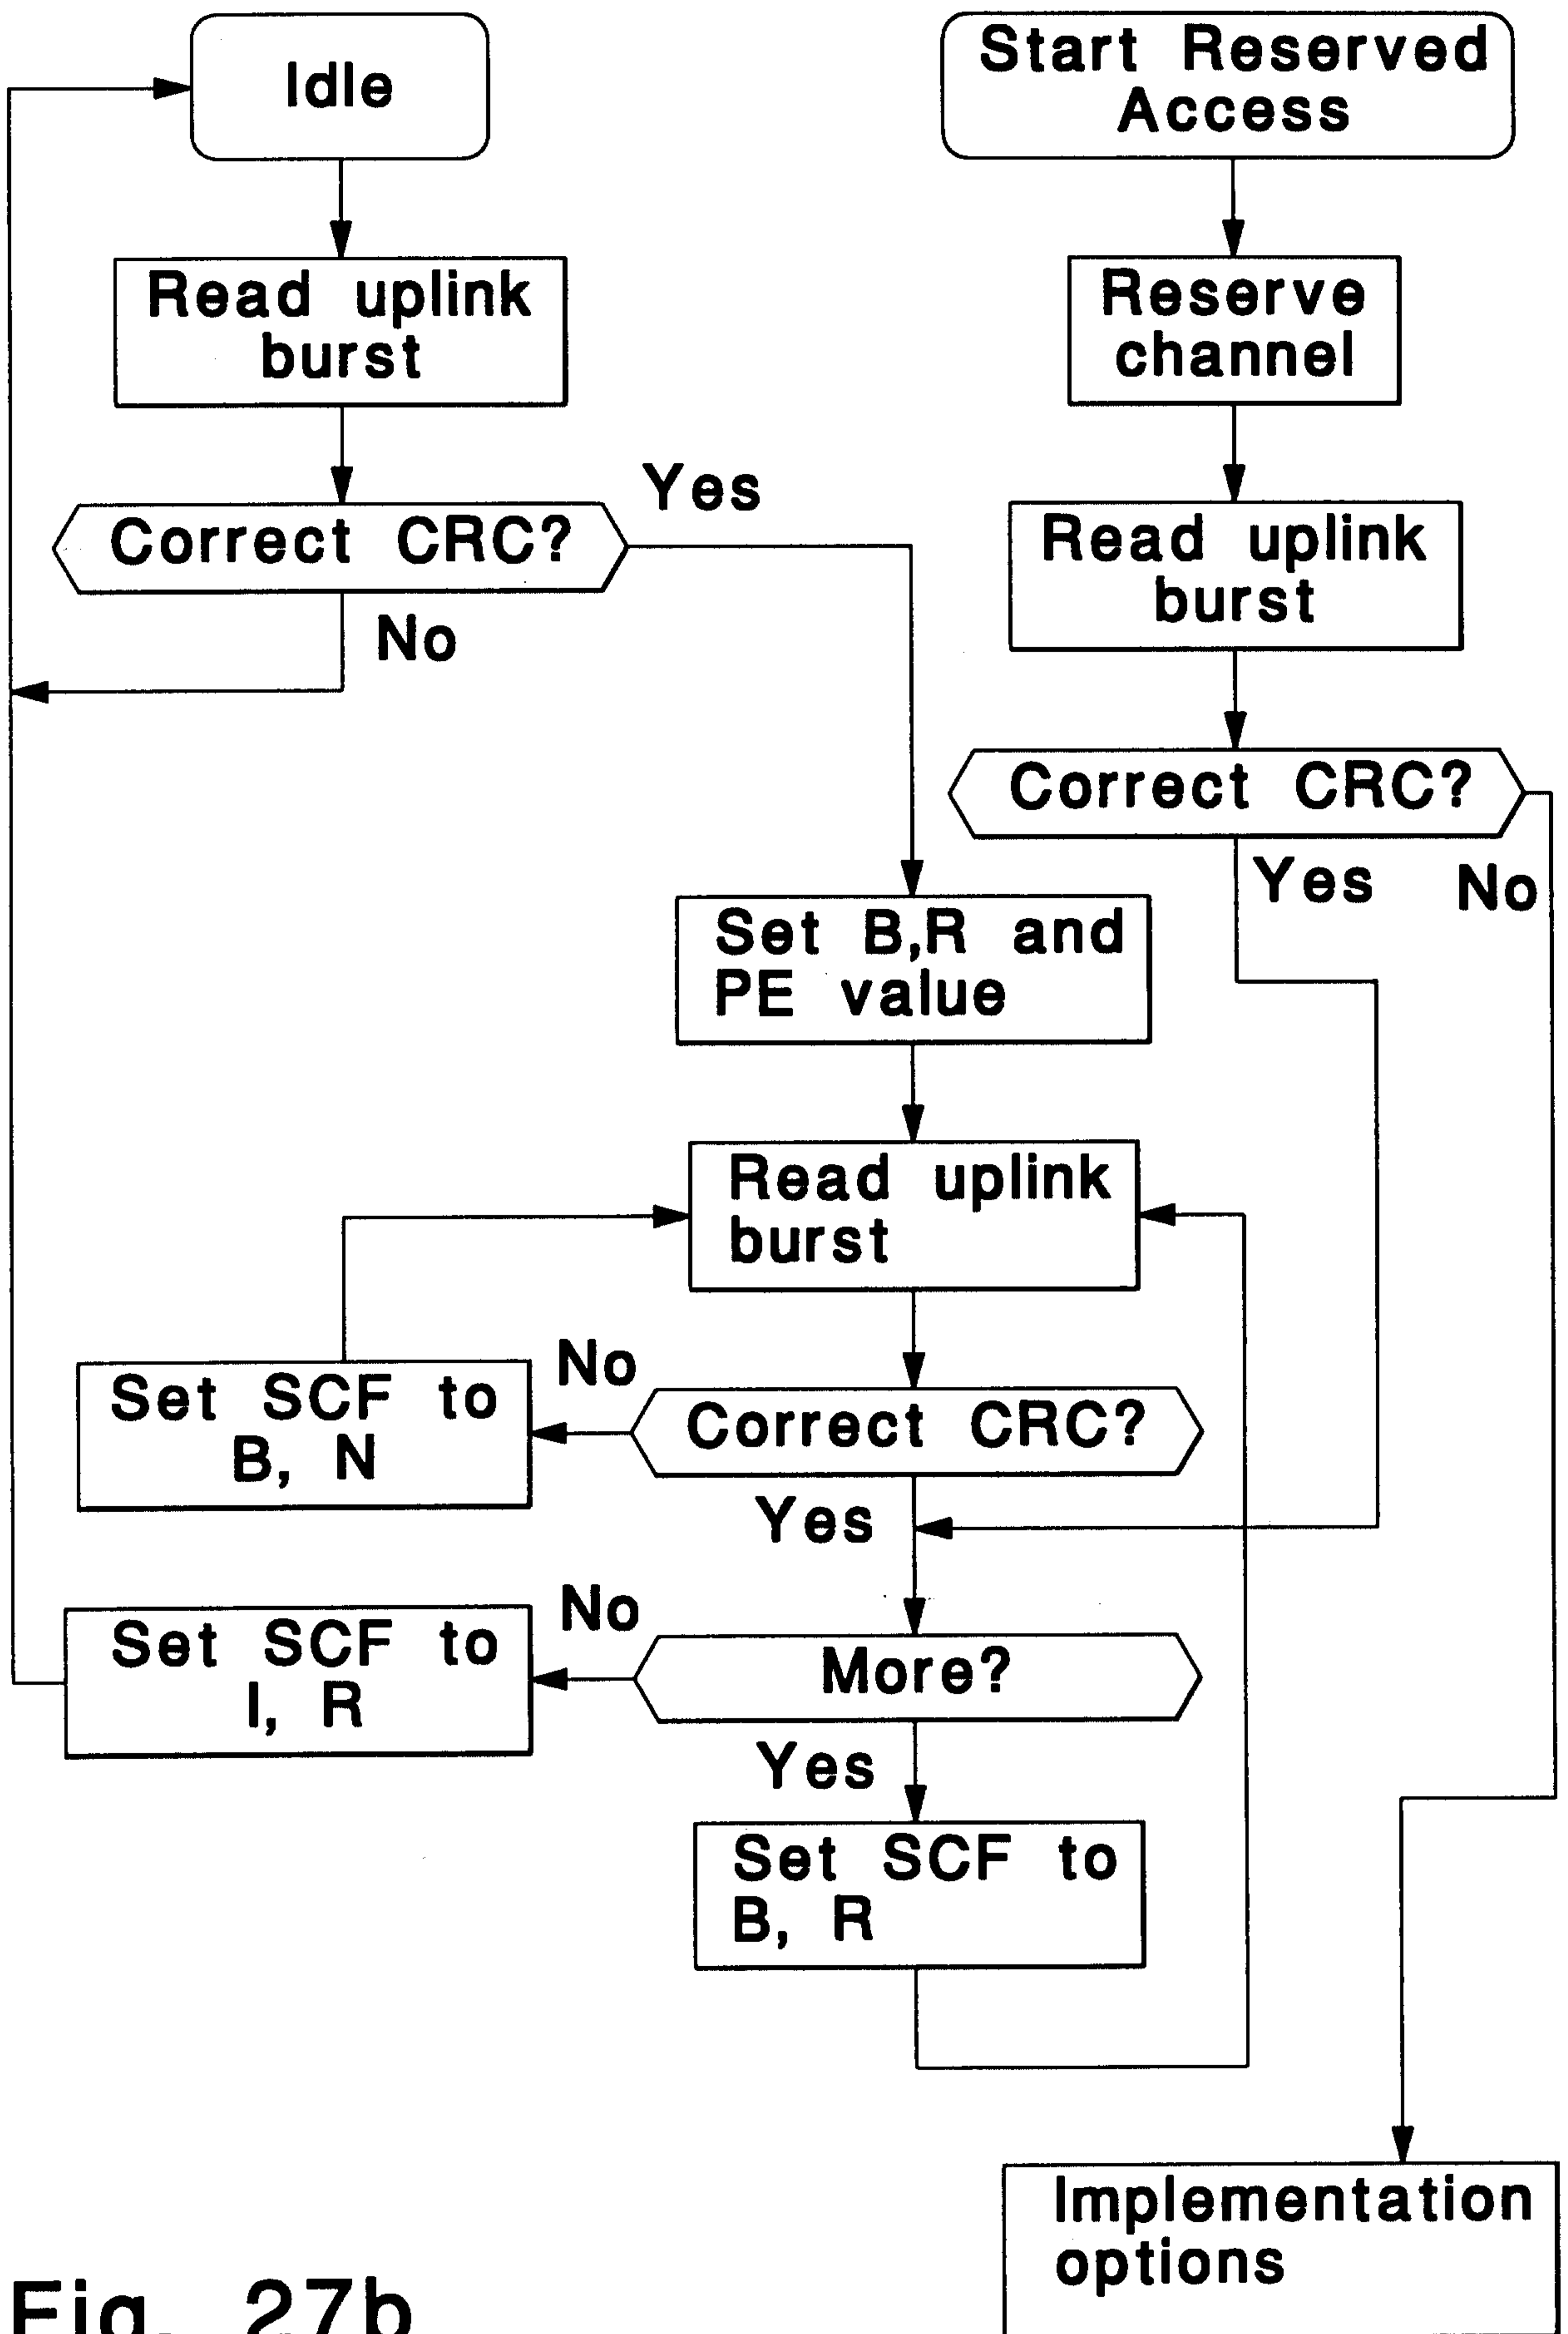 Idle
Start Reserved
Access
Read uplink
burst
Reserve
channel
Correct CRC?
Yes
No
Read uplink
burst
Correct CRC?
Yes
No
Set B,R and
PE value
Read uplink
burst
Set SCF to
B, N
No
Correct CRC?
Yes
Set SCF to
I, R
No
More?
Yes
Set SCF to
B, R
Implementation
options
Fig. 27b